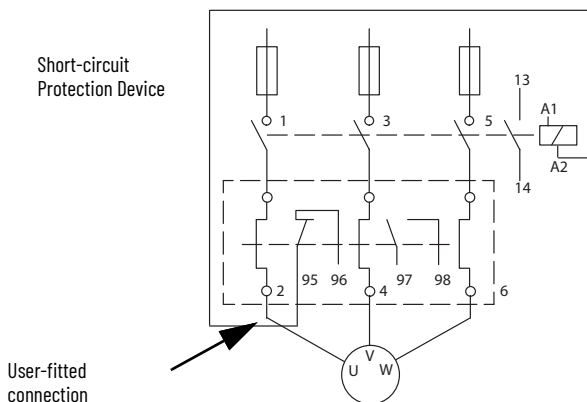 Short-circuit
Protection Device
13
1
3
5
A1
A2
14
95
96
97
98
2
4
6
U
V
W
User-fitted
connection